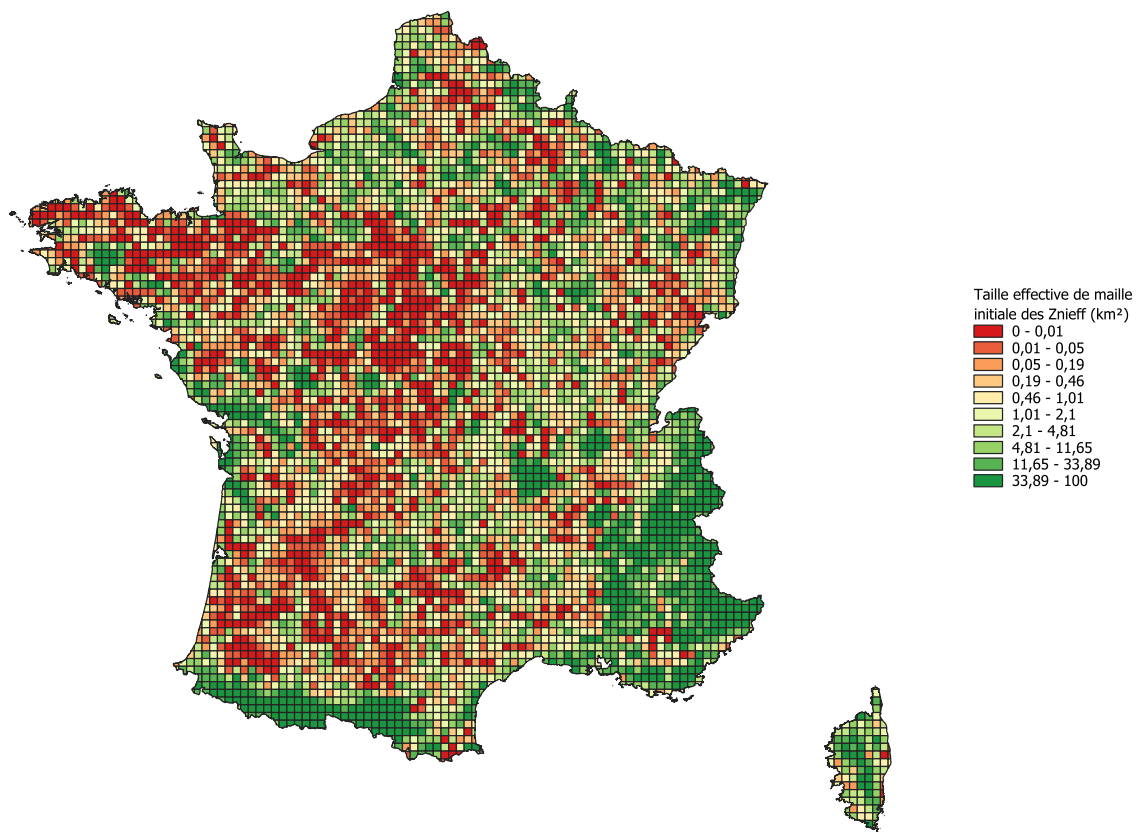 Taille effective de maille
initiale des Znieff (km²)
0 - 0,01
0,01 - 0,05
0,05 - 0,19
0,19 - 0,46
0,46 - 1,01
1,01 - 2,1
2,1 - 4,81
4,81 - 11,65
11,65 - 33,89
33,89 - 100